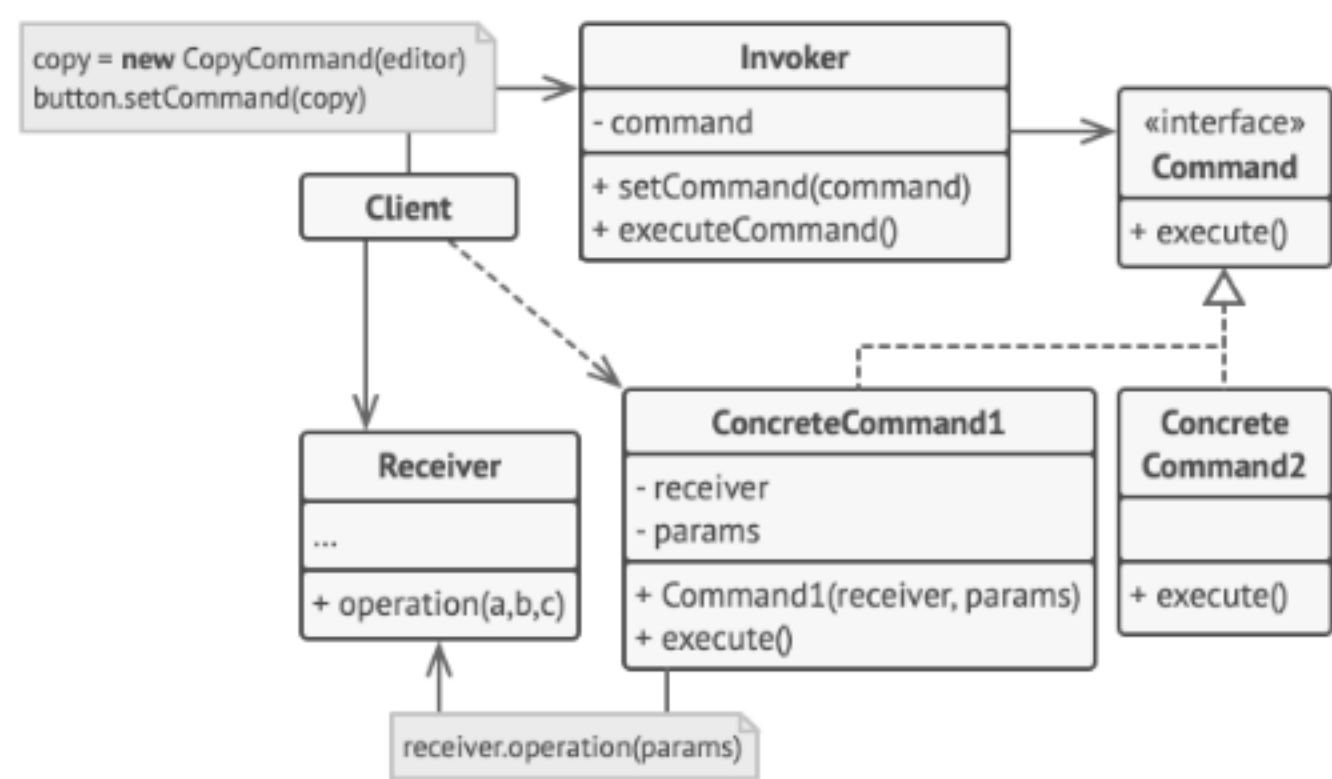 copy = new CopyCommand(editor)
button.setCommand(copy)
Invoker
- command
+ setCommand(command)
+ executeCommand()
«interface»
Command
+ execute()
Client
Receiver
...
+ operation(a,b,c)
ConcreteCommand1
- receiver
- params
+ Command1(receiver, params)
+ execute()
Concrete
Command2
+ execute()
receiver.operation(params)